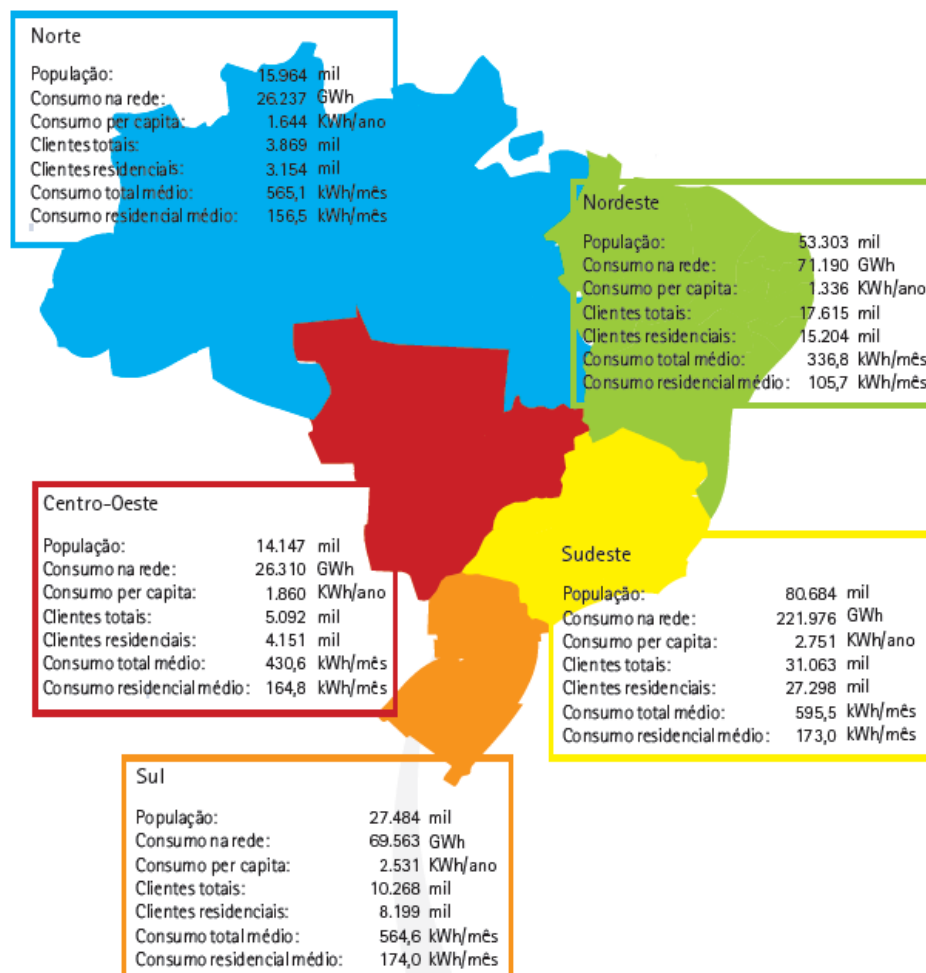 Norte
População: 15.964 mil
Consumo na rede: 26.237 GWh
Consumo per capita: 1.644 KWh/ano
Clientes totais: 3.869 mil
Clientes residenciais: 3.154 mil
Consumo total médio: 565,1 kWh/mês
Consumo residencial médio: 156,5 kWh/mês
Nordeste
População: 53.303 mil
Consumo na rede: 71.190 GWh
Consumo per capita: 1.336 KWh/ano
Clientes totais: 17.615 mil
Clientes residenciais: 15.204 mil
Consumo total médio: 336,8 kWh/mês
Consumo residencial médio: 105,7 kWh/mês
Centro-Oeste
População: 14.147 mil
Consumo na rede: 26.310 GWh
Consumo per capita: 1.860 KWh/ano
Clientes totais: 5.092 mil
Clientes residenciais: 4.151 mil
Consumo total médio: 430,6 kWh/mês
Consumo residencial médio: 164,8 kWh/mês
Sudeste
População: 80.684 mil
Consumo na rede: 221.976 GWh
Consumo per capita: 2.751 KWh/ano
Clientes totais: 31.063 mil
Clientes residenciais: 27.298 mil
Consumo total médio: 595,5 kWh/mês
Consumo residencial médio: 173,0 kWh/mês
Sul
População: 27.484 mil
Consumo na rede: 69.563 GWh
Consumo per capita: 2.531 KWh/ano
Clientes totais: 10.268 mil
Clientes residenciais: 8.199 mil
Consumo total médio: 564,6 kWh/mês
Consumo residencial médio: 174,0 kWh/mês